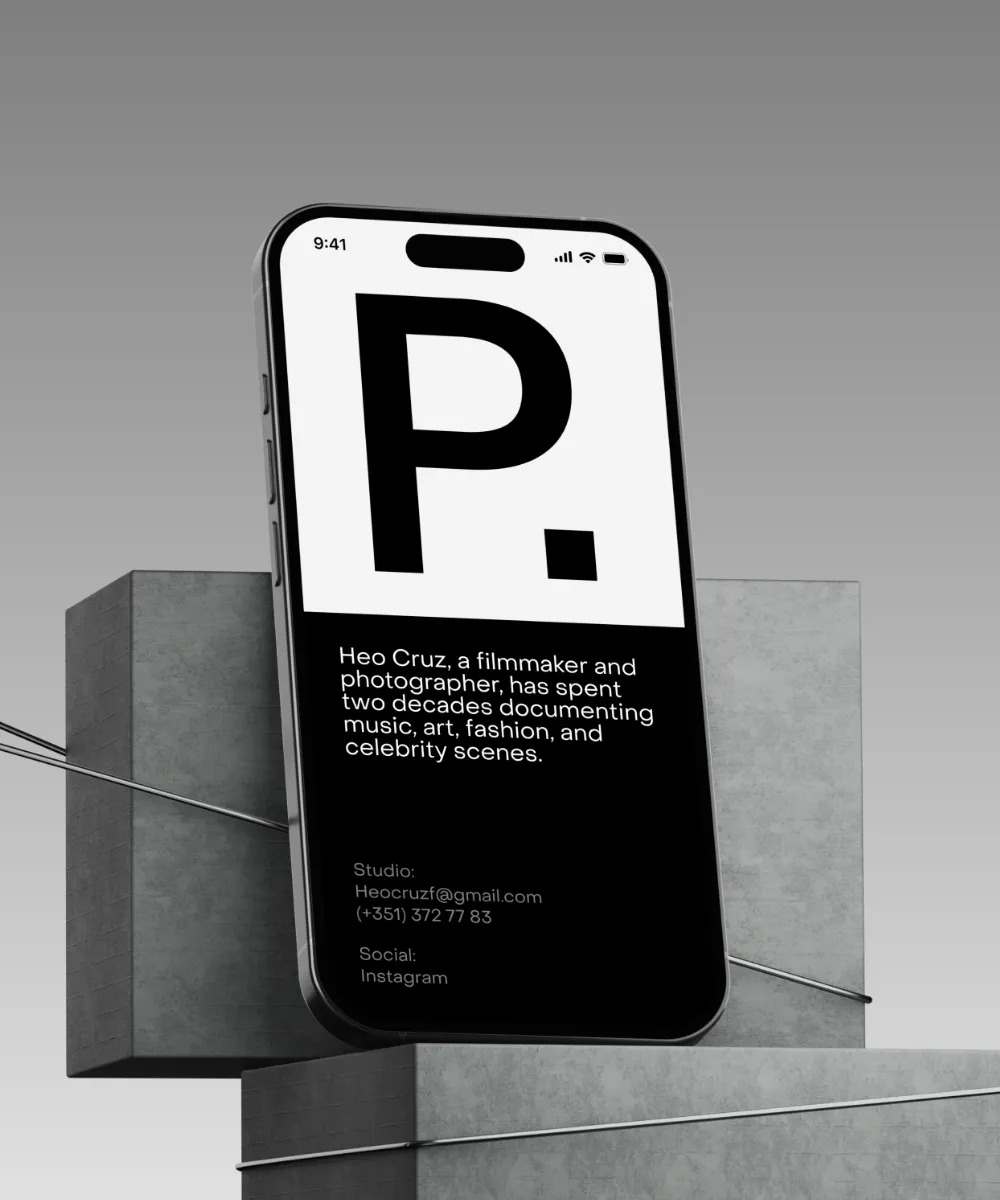 9:41
P.
Heo Cruz, a filmmaker and
photographer, has spent
two decades documenting
music, art, fashion, and
celebrity scenes.
Studio:
Heocruzf@gmail.com
(+351) 372 77 83
Social:
Instagram